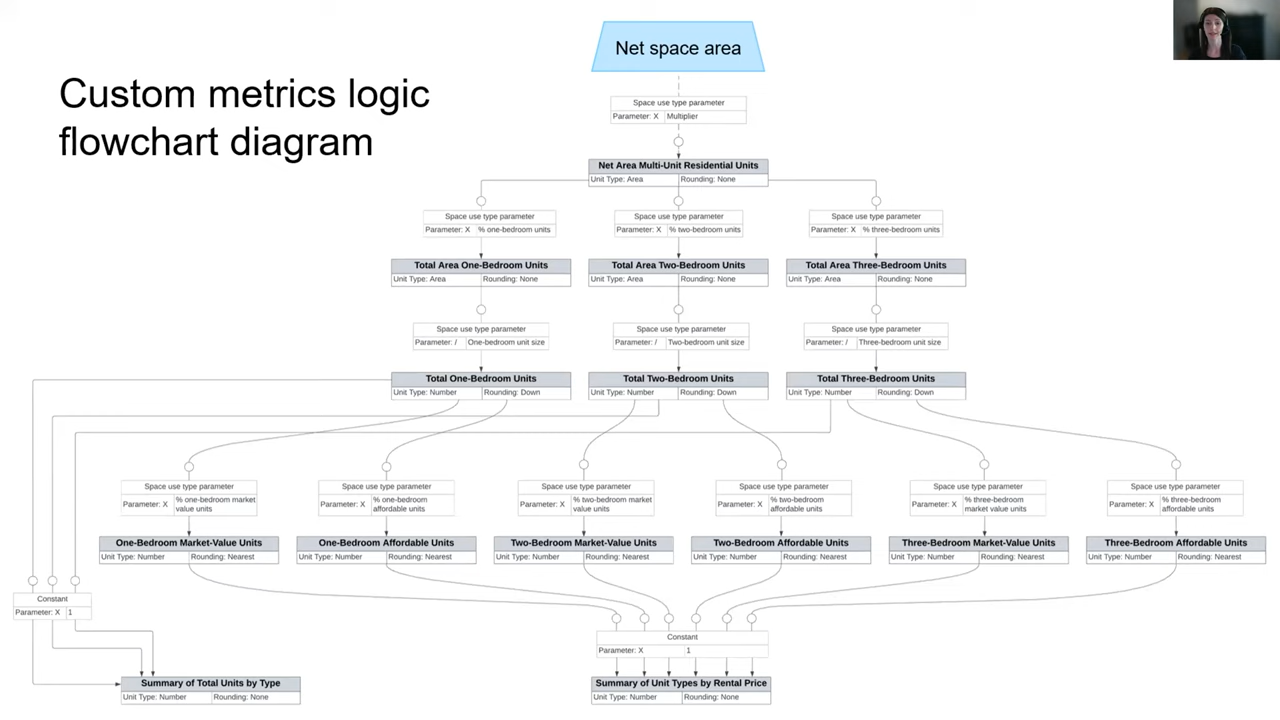 Net space area
Custom metrics logic
flowchart diagram
Space use type parameter
Parameter: X Multiplier
Net Area Multi-Unit Residential Units
Unit Type: Area Rounding: None
Space use type parameter
Parameter: X % one-bedroom units
Space use type parameter
Parameter: X % two-bedroom units
Space use type parameter
Parameter: X % three-bedroom units
Total Area One-Bedroom Units
Unit Type: Area Rounding: None
Total Area Two-Bedroom Units
Unit Type: Area Rounding: None
Total Area Three-Bedroom Units
Unit Type: Area Rounding: None
Space use type parameter
Parameter: / One-bedroom unit size
Space use type parameter
Parameter: / Two-bedroom unit size
Space use type parameter
Parameter: / Three-bedroom unit size
Total One-Bedroom Units
Unit Type: Number Rounding: Down
Total Two-Bedroom Units
Unit Type: Number Rounding: Down
Total Three-Bedroom Units
Unit Type: Number Rounding: Down
Space use type parameter
Parameter: X % one-bedroom market
value units
Space use type parameter
Parameter: X % one-bedroom
affordable units
Space use type parameter
Parameter: X % two-bedroom market
value units
Space use type parameter
Parameter: X % two-bedroom
affordable units
Space use type parameter
Parameter: X % three-bedroom
market value units
Space use type parameter
Parameter: X % three-bedroom
affordable units
One-Bedroom Market-Value Units
Unit Type: Number Rounding: Nearest
One-Bedroom Affordable Units
Unit Type: Number Rounding: Nearest
Two-Bedroom Market-Value Units
Unit Type: Number Rounding: Nearest
Two-Bedroom Affordable Units
Unit Type: Number Rounding: Nearest
Three-Bedroom Market-Value Units
Unit Type: Number Rounding: Nearest
Three-Bedroom Affordable Units
Unit Type: Number Rounding: Nearest
Constant
Parameter: X 1
Constant
Parameter: X 1
Summary of Total Units by Type
Unit Type: Number Rounding: None
Summary of Unit Types by Rental Price
Unit Type: Number Rounding: None